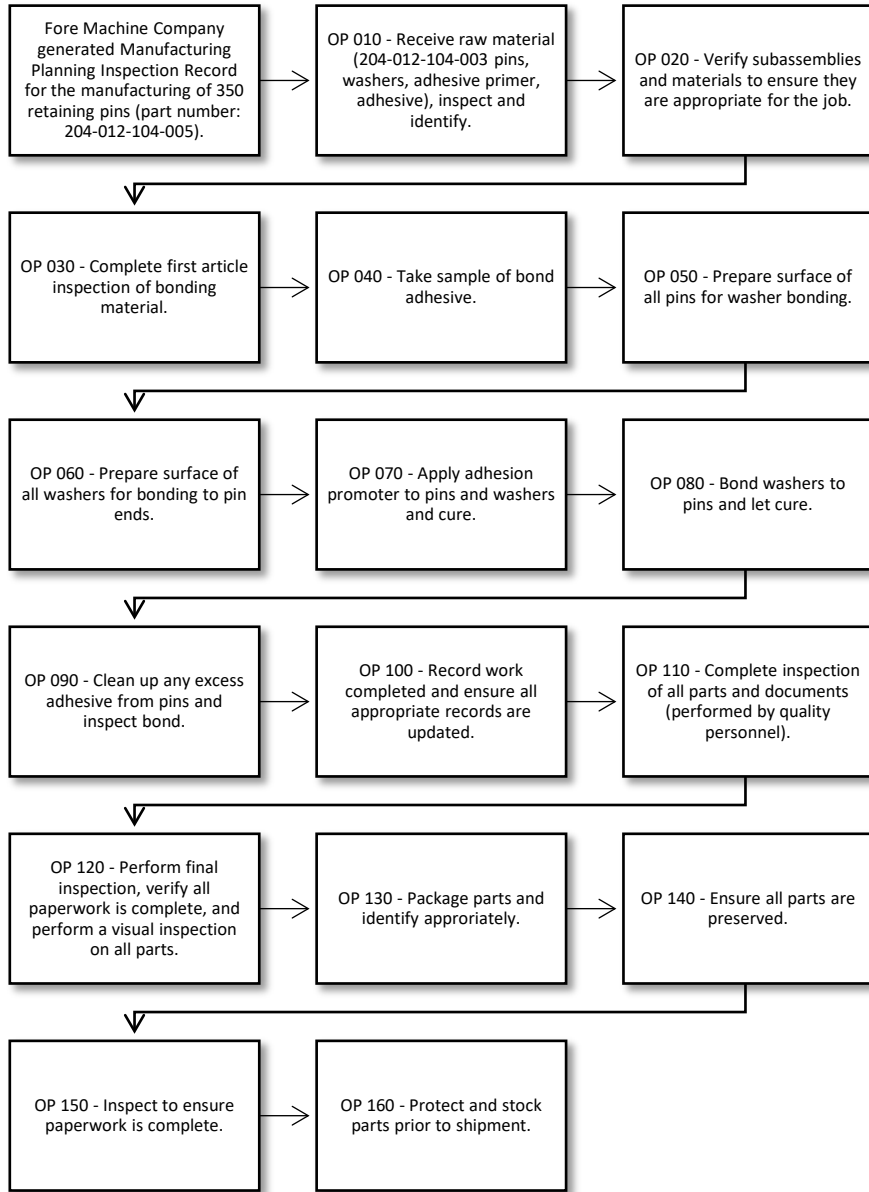 Fore Machine Company
generated Manufacturing
Planning Inspection Record
for the manufacturing of 350
retaining pins (part number:
204-012-104-005).
OP 010 - Receive raw material
(204-012-104-003 pins,
washers, adhesive primer,
adhesive), inspect and
identify.
OP 020 - Verify subassemblies
and materials to ensure they
are appropriate for the job.
OP 030 - Complete first article
inspection of bonding
material.
OP 040 - Take sample of bond
adhesive.
OP 050 - Prepare surface of
all pins for washer bonding.
OP 060 - Prepare surface of
all washers for bonding to pin
ends.
OP 070 - Apply adhesion
promoter to pins and washers
and cure.
OP 080 - Bond washers to
pins and let cure.
OP 090 - Clean up any excess
adhesive from pins and
inspect bond.
OP 100 - Record work
completed and ensure all
appropriate records are
updated.
OP 110 - Complete inspection
of all parts and documents
(performed by quality
personnel).
OP 120 - Perform final
inspection, verify all
paperwork is complete, and
perform a visual inspection
on all parts.
OP 130 - Package parts and
identify approriately.
OP 140 - Ensure all parts are
preserved.
OP 150 - Inspect to ensure
paperwork is complete.
OP 160 - Protect and stock
parts prior to shipment.